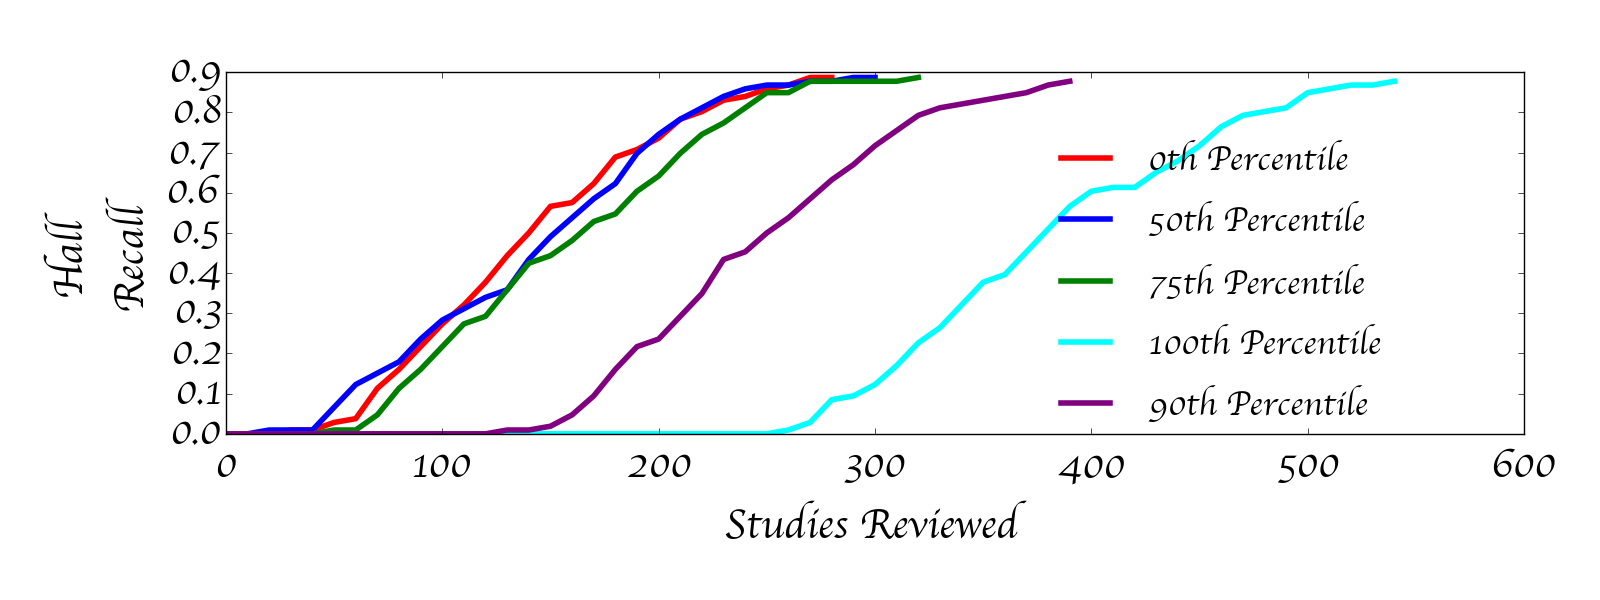 Hall
Recall
0.9
0.8
0.7
0.6
0.5
0.4
0.3
0.2
0.1
0.0
0 100 200 300 400 500 600
Studies Reviewed
0th Percentile
50th Percentile
75th Percentile
100th Percentile
90th Percentile